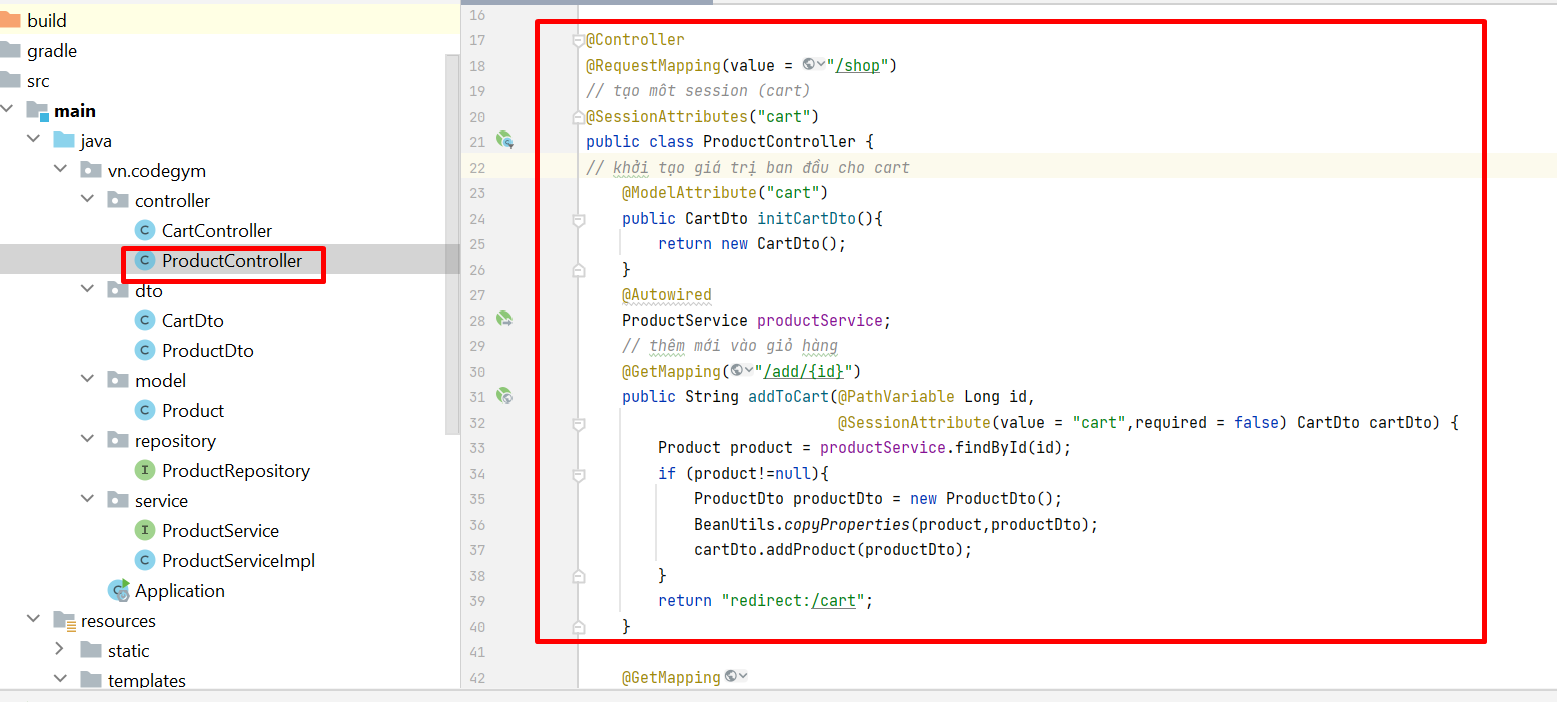 build
gradle
src
main
java
vn.codegym
controller
CartController
ProductController
dto
CartDto
ProductDto
model
Product
repository
ProductRepository
service
ProductService
ProductServiceImpl
Application
resources
static
templates
16
17 @Controller
18 @RequestMapping(value = "/shop")
19 // tạo môt session (cart)
20 @SessionAttributes("cart")
21 public class ProductController {
22 // khởi tạo giá trị ban đầu cho cart
23 @ModelAttribute("cart")
24 public CartDto initCartDto(){
25 return new CartDto();
26 }
27 @Autowired
28 ProductService productService;
29 // thêm mới vào giỏ hàng
30 @GetMapping("/add/{id}")
31 public String addToCart(@PathVariable Long id,
32 @SessionAttribute(value = "cart",required = false) CartDto cartDto) {
33 Product product = productService.findById(id);
34 if (product!=null){
35 ProductDto productDto = new ProductDto();
36 BeanUtils.copyProperties(product,productDto);
37 cartDto.addProduct(productDto);
38 }
39 return "redirect:/cart";
40 }
41
42 @GetMapping